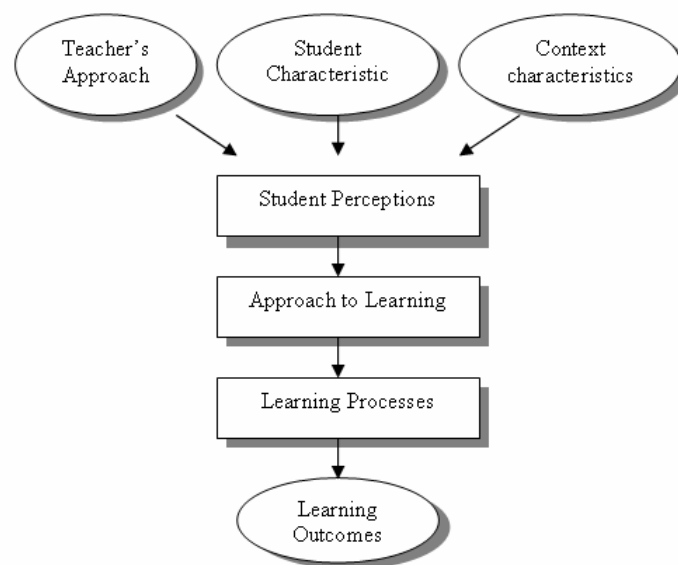 Teacher's
Approach
Student
Characteristic
Context
characteristics
Student Perceptions
Approach to Learning
Learning Processes
Learning
Outcomes